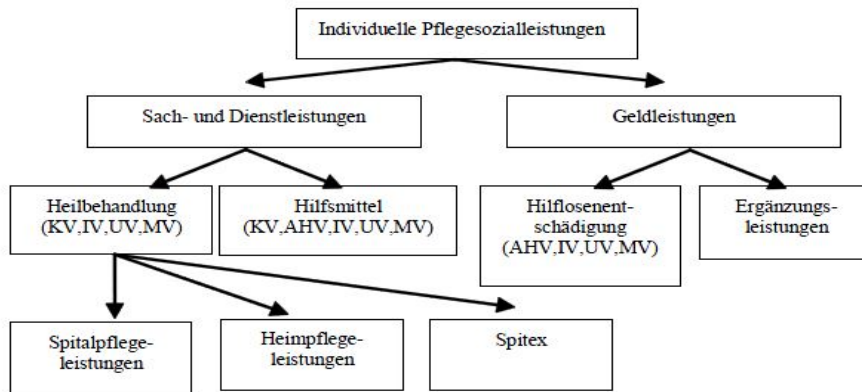 Individuelle Pflegesozialleistungen
Sach- und Dienstleistungen
Geldleistungen
Heilbehandlung
(KV,IV,UV,MV)
Hilfsmittel
(KV,AHV,IV,UV,MV)
Hilflosenent-
schädigung
(AHV,IV,UV,MV)
Ergänzungs-
leistungen
Spitalpflege-
leistungen
Heimpflege-
leistungen
Spitex